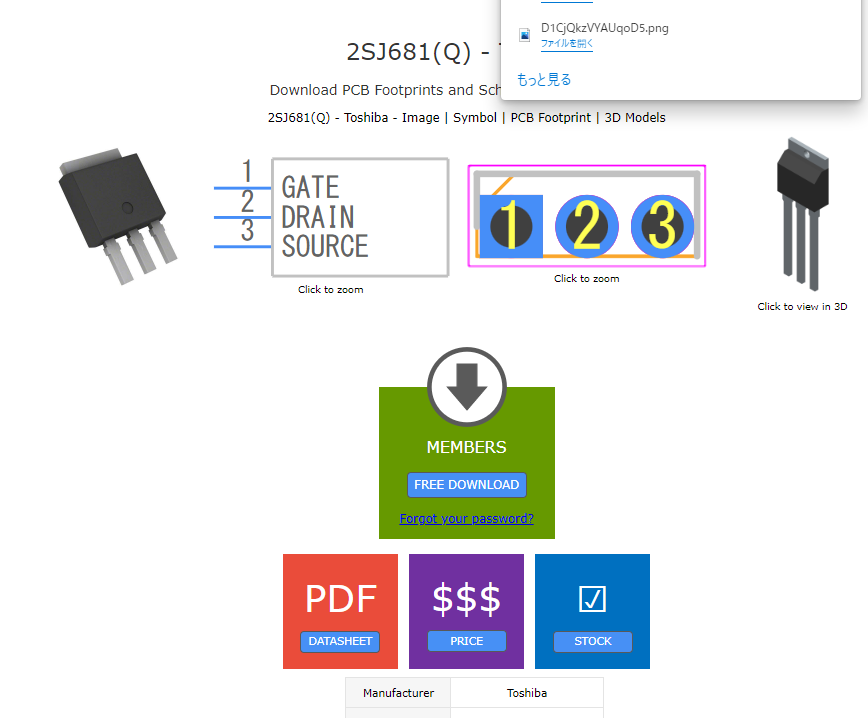 D1CjQkzVYAUqoD5.png
ファイルを開く
もっと見る
2SJ681(Q) -
Download PCB Footprints and
2SJ681(Q) - Toshiba - Image | Symbol | PCB Footprint | 3D Models
1
GATE
2
DRAIN
3
SOURCE
1 2 3
Click to zoom
Click to zoom
Click to view in 3D
MEMBERS
FREE DOWNLOAD
Forgot your password?
PDF
DATASHEET
$$$
PRICE
STOCK
Manufacturer
Toshiba